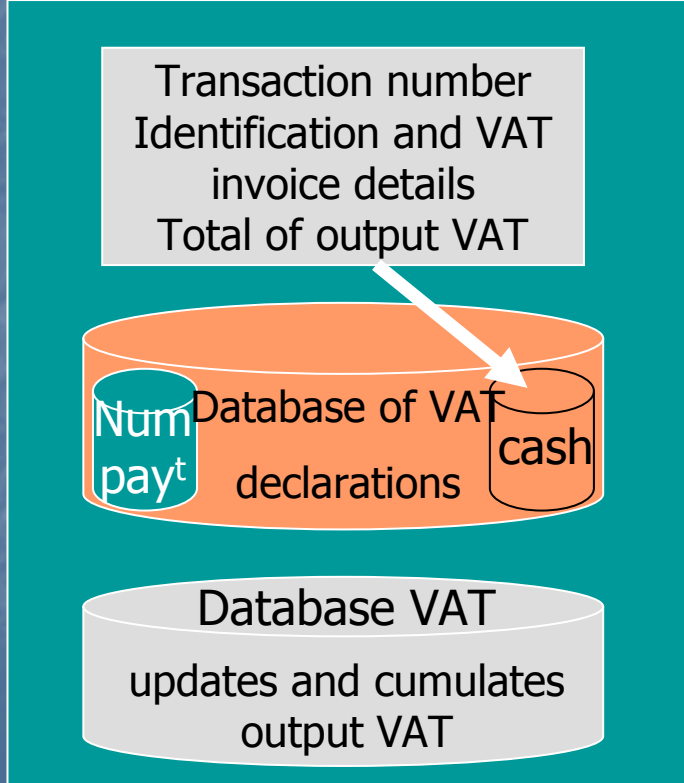 Transaction number
Identification and VAT
invoice details
Total of output VAT
Num
payᵗ
Database of VAT
declarations
cash
Database VAT
updates and cumulates
output VAT